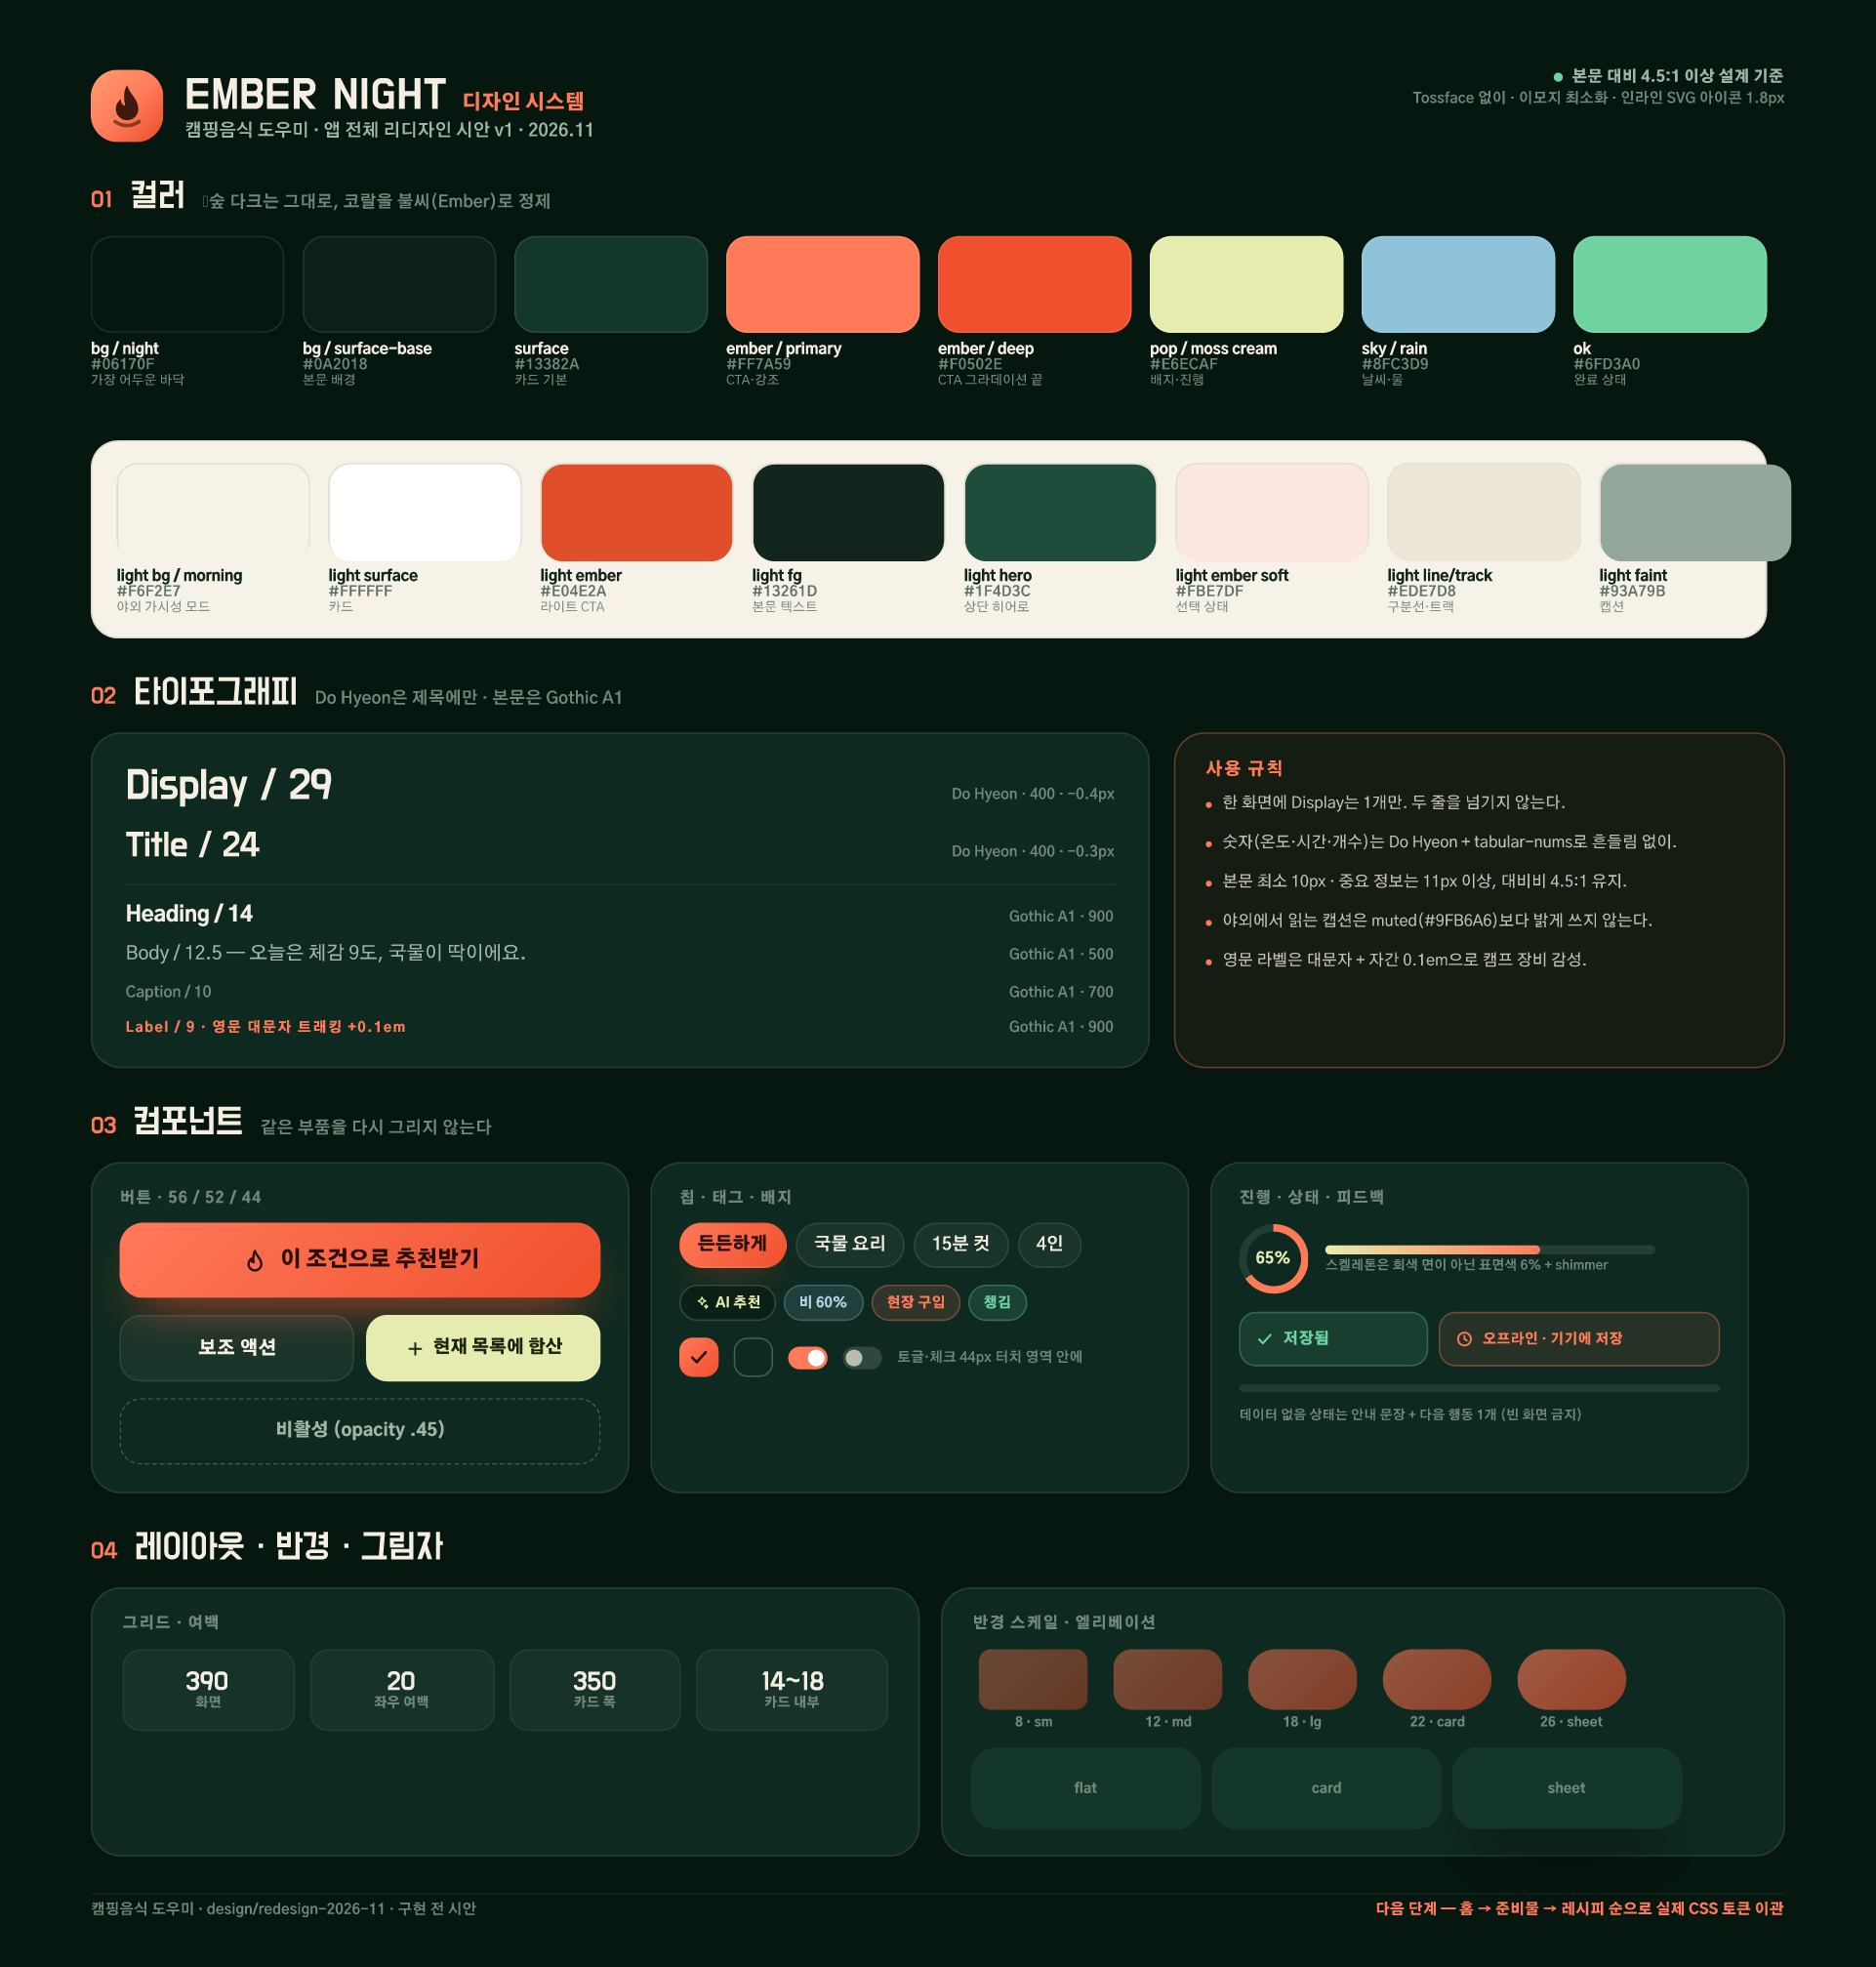 EMBER NIGHT 디자인 시스템
캠핑음식 도우미 · 앱 전체 리디자인 시안 v1 · 2026.11
본문 대비 4.5:1 이상 설계 기준
Tossface 없이 · 이모지 최소화 · 인라인 SVG 아이콘 1.8px
01 컬러 숲 다크는 그대로, 코랄을 불씨(Ember)로 정제
bg / night
#06170F
가장 어두운 바닥
bg / surface-base
#0A2018
본문 배경
surface
#13382A
카드 기본
ember / primary
#FF7A59
CTA·강조
ember / deep
#F0502E
CTA 그라데이션 끝
pop / moss cream
#E6ECAF
배지·진행
sky / rain
#8FC3D9
날씨·물
ok
#6FD3A0
완료 상태
light bg / morning
#F6F2E7
야외 가시성 모드
light surface
#FFFFFF
카드
light ember
#E04E2A
라이트 CTA
light fg
#13261D
본문 텍스트
light hero
#1F4D3C
상단 히어로
light ember soft
#FBE7DF
선택 상태
light line/track
#EDE7D8
구분선·트랙
light faint
#93A79B
캡션
02 타이포그래피 Do Hyeon은 제목에만 · 본문은 Gothic A1
Display / 29 Do Hyeon · 400 · −0.4px
Title / 24 Do Hyeon · 400 · −0.3px
Heading / 14 Gothic A1 · 900
Body / 12.5 — 오늘은 체감 9도, 국물이 딱이에요. Gothic A1 · 500
Caption / 10 Gothic A1 · 700
Label / 9 · 영문 대문자 트래킹 +0.1em Gothic A1 · 900
사용 규칙
한 화면에 Display는 1개만. 두 줄을 넘기지 않는다.
숫자(온도·시간·개수)는 Do Hyeon + tabular-nums로 흔들림 없이.
본문 최소 10px · 중요 정보는 11px 이상, 대비비 4.5:1 유지.
야외에서 읽는 캡션은 muted(#9FB6A6)보다 밝게 쓰지 않는다.
영문 라벨은 대문자 + 자간 0.1em으로 캠프 장비 감성.
03 컴포넌트 같은 부품을 다시 그리지 않는다
버튼 · 56 / 52 / 44
이 조건으로 추천받기
보조 액션
현재 목록에 합산
비활성 (opacity .45)
칩 · 태그 · 배지
든든하게 국물 요리 15분 컷 4인
AI 추천 비 60% 현장 구입 챙김
토글·체크 44px 터치 영역 안에
진행 · 상태 · 피드백
65%
스켈레톤은 회색 면이 아닌 표면색 6% + shimmer
저장됨
오프라인 · 기기에 저장
데이터 없음 상태는 안내 문장 + 다음 행동 1개 (빈 화면 금지)
04 레이아웃 · 반경 · 그림자
그리드 · 여백
390
화면
20
좌우 여백
350
카드 폭
14~18
카드 내부
반경 스케일 · 엘리베이션
8 · sm
12 · md
18 · lg
22 · card
26 · sheet
flat
card
sheet
캠핑음식 도우미 · design/redesign-2026-11 · 구현 전 시안
다음 단계 — 홈 → 준비물 → 레시피 순으로 실제 CSS 토큰 이관